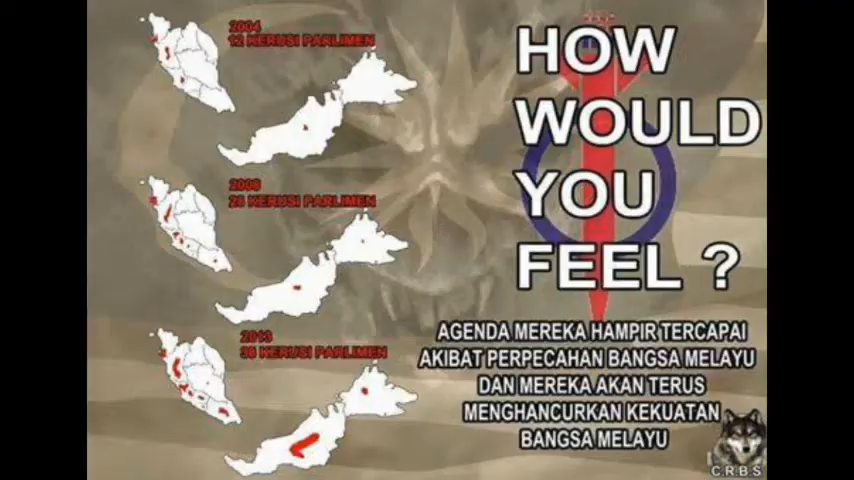 2004
12 KERUSI PARLIMEN
2008
28 KERUSI PARLIMEN
2013
38 KERUSI PARLIMEN
HOW
WOULD
YOU
FEEL ?
AGENDA MEREKA HAMPIR TERCAPAI
AKIBAT PERPECAHAN BANGSA MELAYU
DAN MEREKA AKAN TERUS
MENGHANCURKAN KEKUATAN
BANGSA MELAYU
C.R.B.S